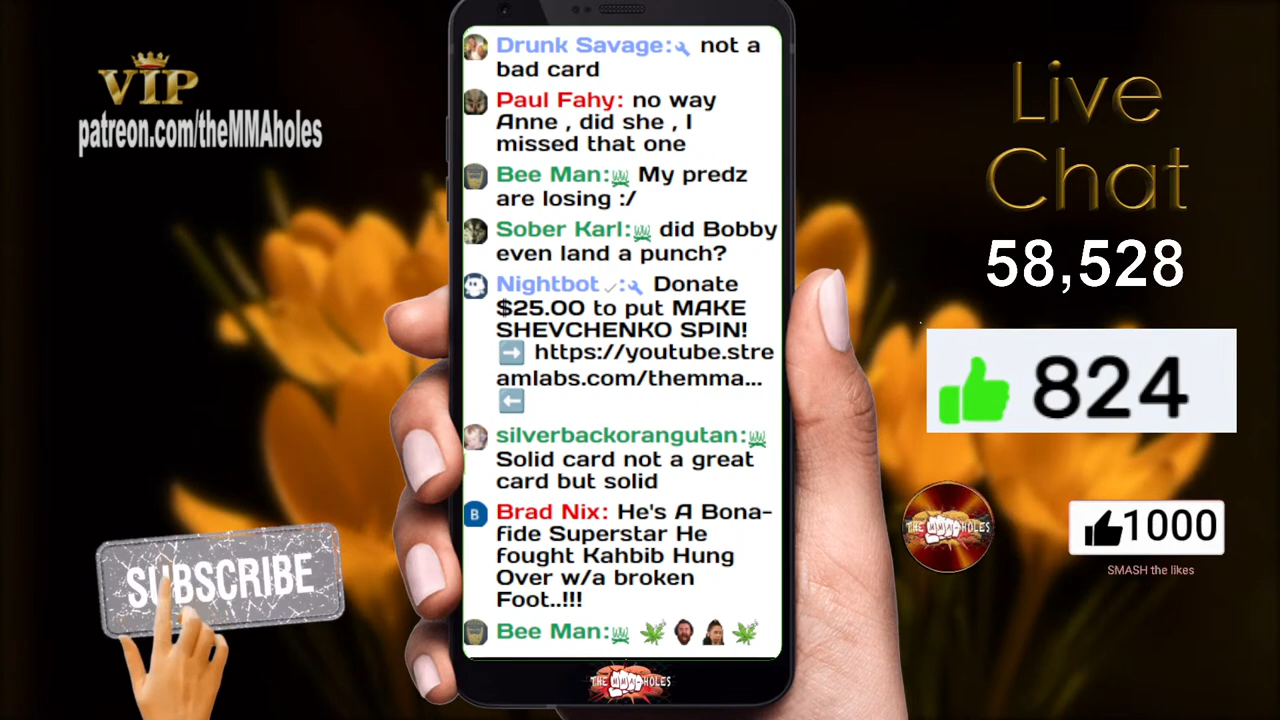 VIP
patreon.com/theMMAholes
Drunk Savage: not a
bad card
Paul Fahy: no way
Anne , did she , I
missed that one
Bee Man: My predz
are losing :/
Sober Karl: did Bobby
even land a punch?
Nightbot : Donate
$25.00 to put MAKE
SHEVCHENKO SPIN!
➡️ https://youtube.stre
amlabs.com/themma...
⬅️
silverbackorangutan:
Solid card not a great
card but solid
B Brad Nix: He's A Bona-
fide Superstar He
fought Kahbib Hung
Over w/a broken
Foot..!!!
Bee Man:
THE MMA-HOLES
Live
Chat
58,528
824
THE MMA-HOLES
1000
SMASH the likes
SUBSCRIBE